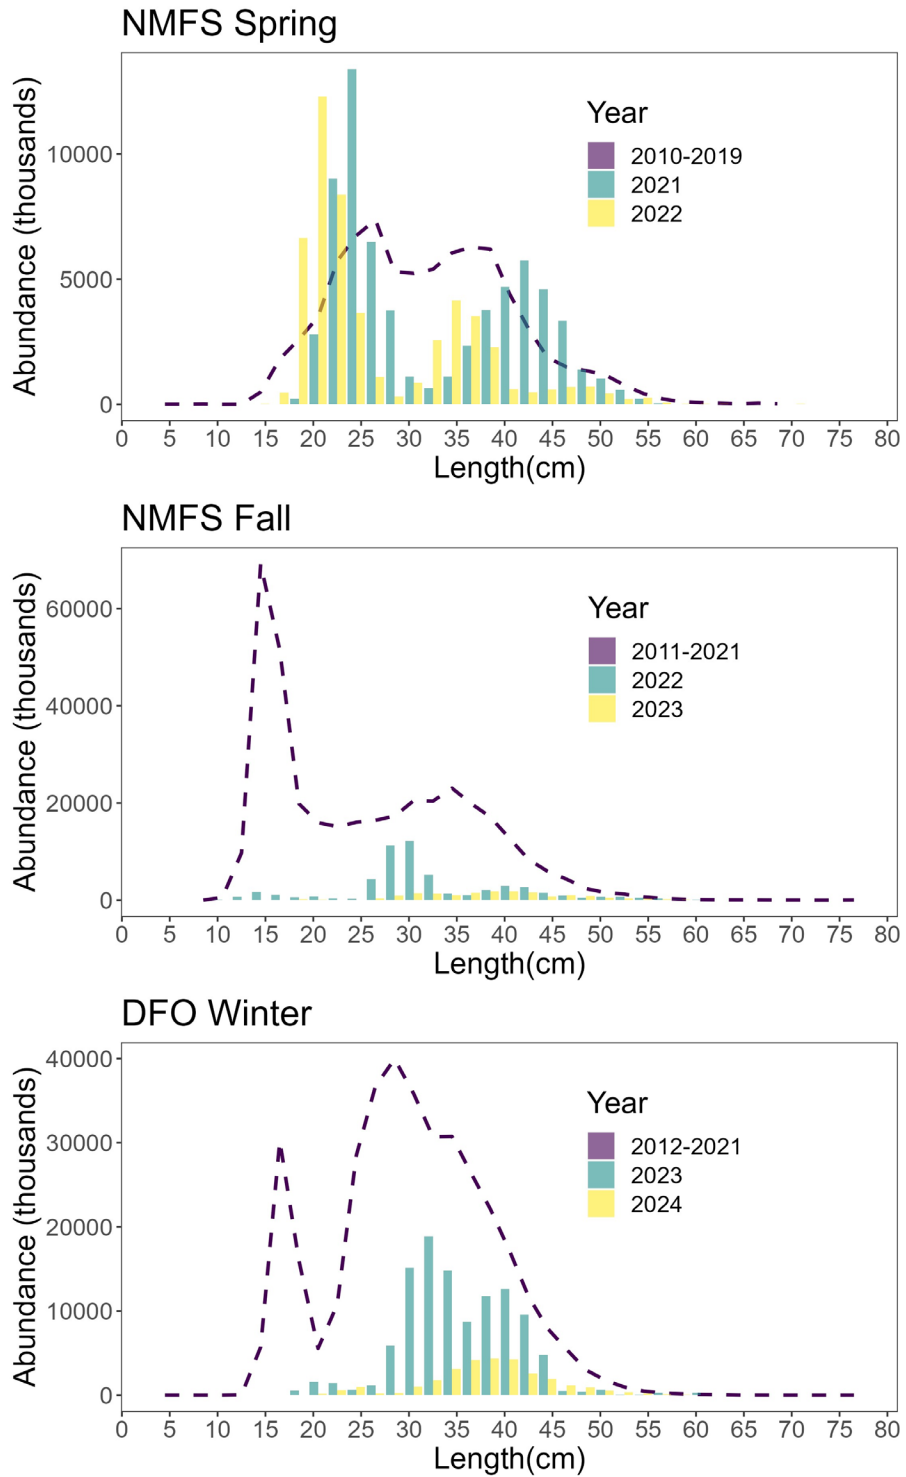 NMFS Spring
Abundance (thousands)
10000
5000
0
Year
2010-2019
2021
2022
0 5 10 15 20 25 30 35 40 45 50 55 60 65 70 75 80
Length(cm)
NMFS Fall
Abundance (thousands)
60000
40000
20000
0
Year
2011-2021
2022
2023
0 5 10 15 20 25 30 35 40 45 50 55 60 65 70 75 80
Length(cm)
DFO Winter
Abundance (thousands)
40000
30000
20000
10000
0
Year
2012-2021
2023
2024
0 5 10 15 20 25 30 35 40 45 50 55 60 65 70 75 80
Length(cm)